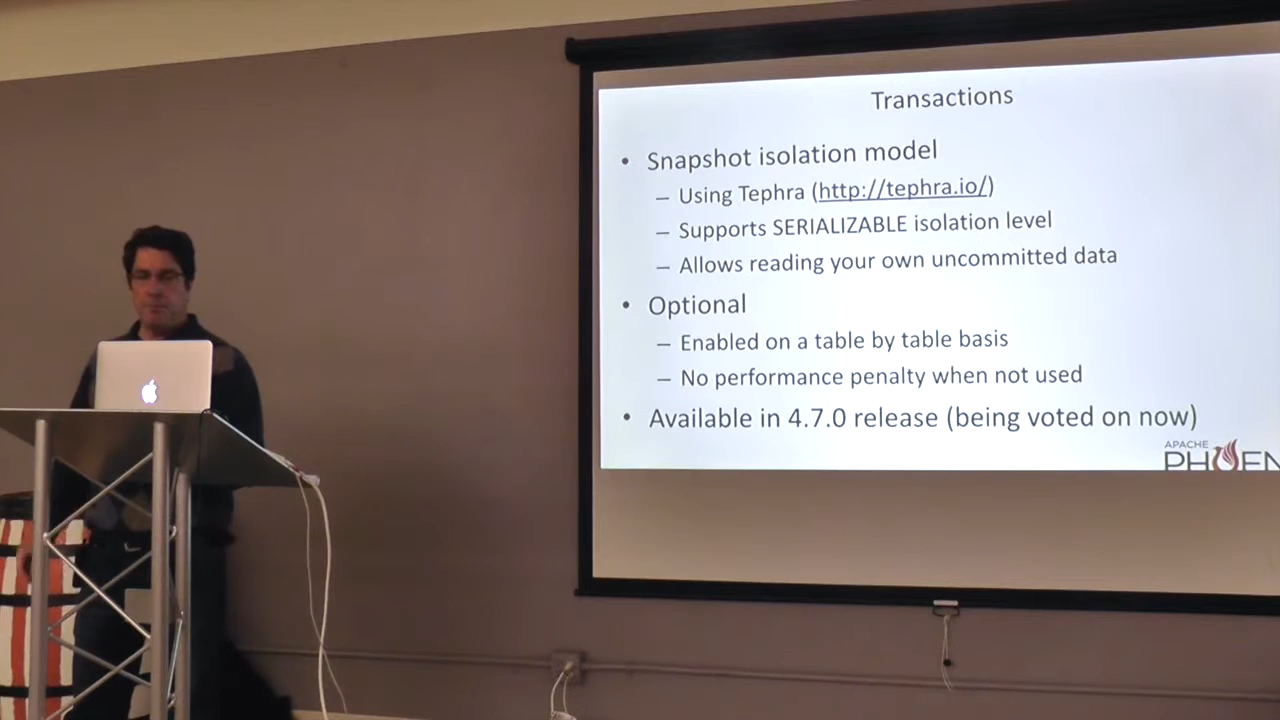 Transactions
• Snapshot isolation model
– Using Tephra (http://tephra.io/)
– Supports SERIALIZABLE isolation level
– Allows reading your own uncommitted data
• Optional
– Enabled on a table by table basis
– No performance penalty when not used
• Available in 4.7.0 release (being voted on now)
APACHE
PHOEN